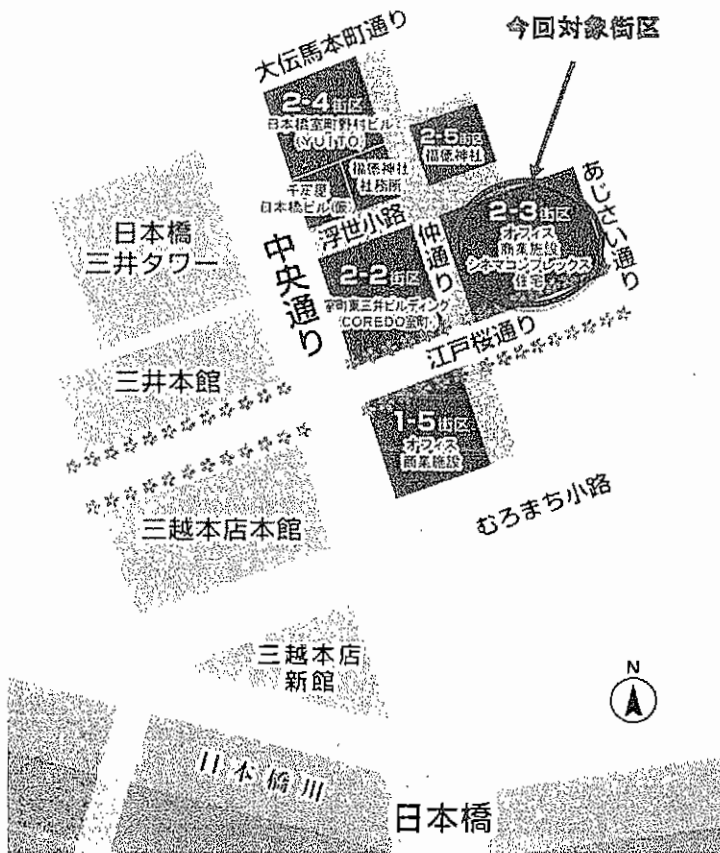 今回対象街区
大伝馬本町通り
2-4街区
日本橋室町野村ビル
(YUITO)
2-5街区
福徳神社
福徳神社
社務所
千疋屋
日本橋ビル(仮)
浮世小路
あじさい通り
2-3街区
オフィス
商業施設
シネマコンプレックス
住宅
仲通り
日本橋
三井タワー
中央通り
2-2街区
室町東三井ビルディング
COREDO室町
江戸桜通り
三井本館
1-5街区
オフィス
商業施設
むろまち小路
三越本店本館
三越本店
新館
N
日本橋川
日本橋